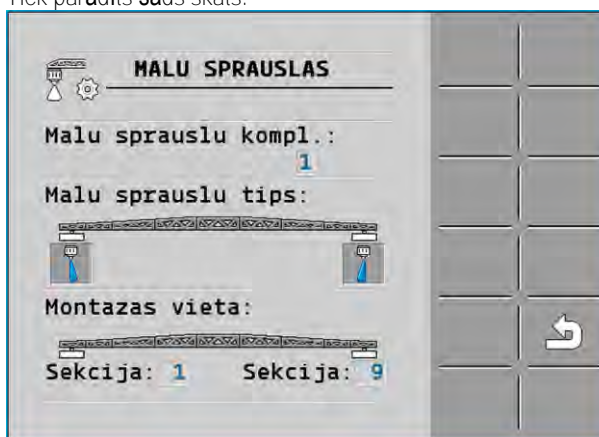 Tiek parādīts šāds skats:
MALU SPRAUSLAS
Malu sprauslu kompl.:
1
Malu sprauslu tips:
Montazas vieta:
Sekcija: 1 Sekcija: 9